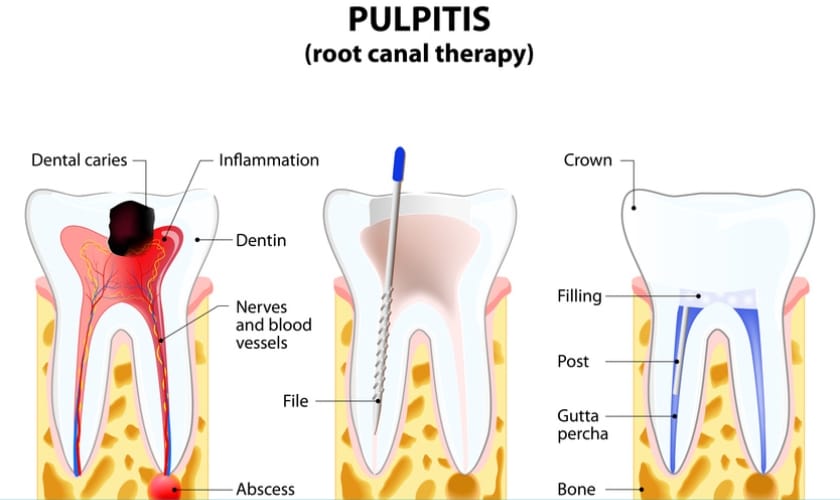 PULPITIS
(root canal therapy)
Dental caries
Inflammation
Dentin
Nerves
and blood
vessels
File
Abscess
Crown
Filling
Post
Gutta
percha
Bone